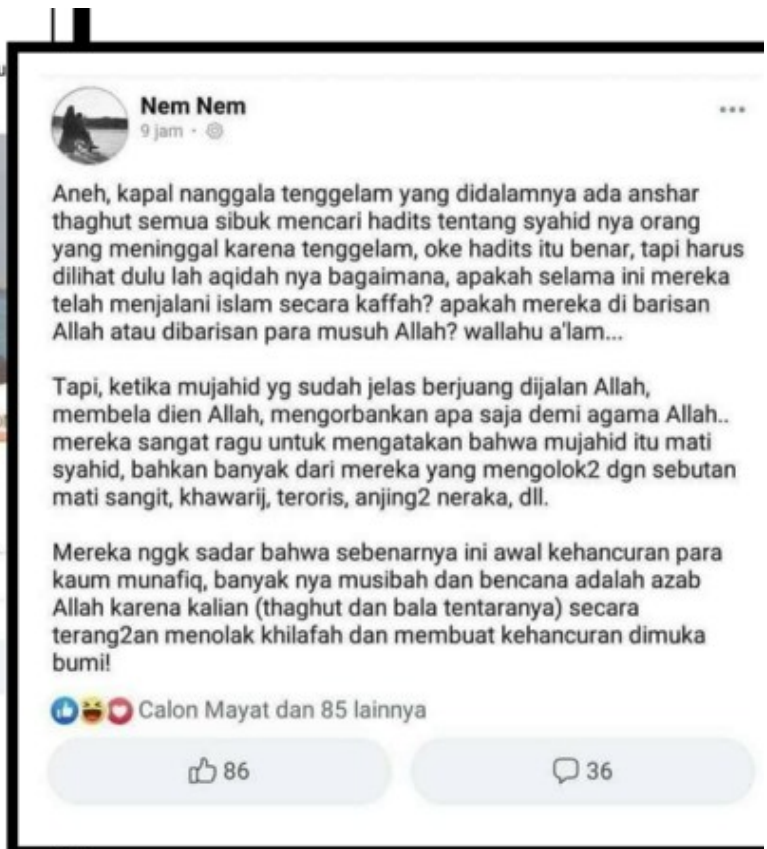 Nem Nem
9 jam
Aneh, kapal nanggala tenggelam yang didalamnya ada anshar
thaghut semua sibuk mencari hadits tentang syahid nya orang
yang meninggal karena tenggelam, oke hadits itu benar, tapi harus
dilihat dulu lah aqidah nya bagaimana, apakah selama ini mereka
telah menjalani islam secara kaffah? apakah mereka di barisan
Allah atau dibarisan para musuh Allah? wallahu a'lam...
Tapi, ketika mujahid yg sudah jelas berjuang dijalan Allah,
membela dien Allah, mengorbankan apa saja demi agama Allah..
mereka sangat ragu untuk mengatakan bahwa mujahid itu mati
syahid, bahkan banyak dari mereka yang mengolok2 dgn sebutan
mati sangit, khawarij, teroris, anjing2 neraka, dll.
Mereka nggk sadar bahwa sebenarnya ini awal kehancuran para
kaum munafiq, banyak nya musibah dan bencana adalah azab
Allah karena kalian (thaghut dan bala tentaranya) secara
terang2an menolak khilafah dan membuat kehancuran dimuka
bumi!
Calon Mayat dan 85 lainnya
86
36